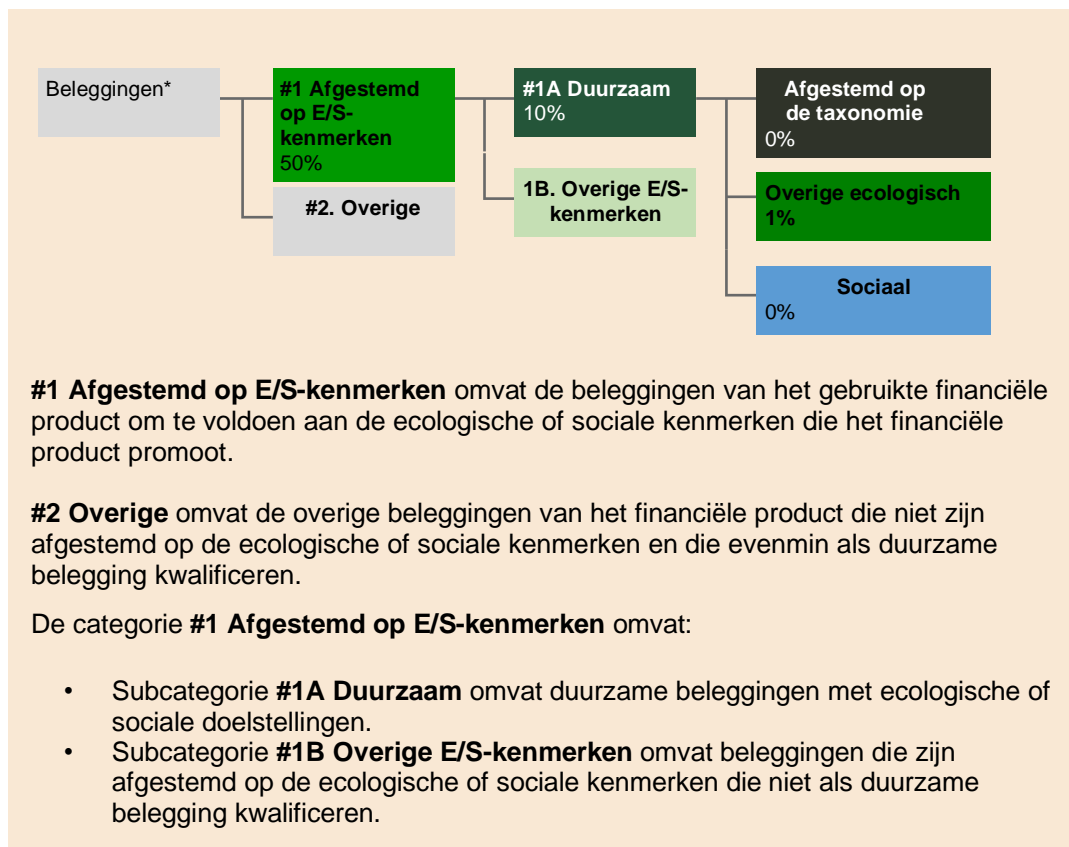 Beleggingen*
#1 Afgestemd
op E/S-
kenmerken
50%
#2. Overige
#1A Duurzaam
10%
1B. Overige E/S-
kenmerken
Afgestemd op
de taxonomie
0%
Overige ecologisch
1%
Sociaal
0%
#1 Afgestemd op E/S-kenmerken omvat de beleggingen van het gebruikte financiële
product om te voldoen aan de ecologische of sociale kenmerken die het financiële
product promoot.
#2 Overige omvat de overige beleggingen van het financiële product die niet zijn
afgestemd op de ecologische of sociale kenmerken en die evenmin als duurzame
belegging kwalificeren.
De categorie #1 Afgestemd op E/S-kenmerken omvat:
• Subcategorie #1A Duurzaam omvat duurzame beleggingen met ecologische of
sociale doelstellingen.
• Subcategorie #1B Overige E/S-kenmerken omvat beleggingen die zijn
afgestemd op de ecologische of sociale kenmerken die niet als duurzame
belegging kwalificeren.